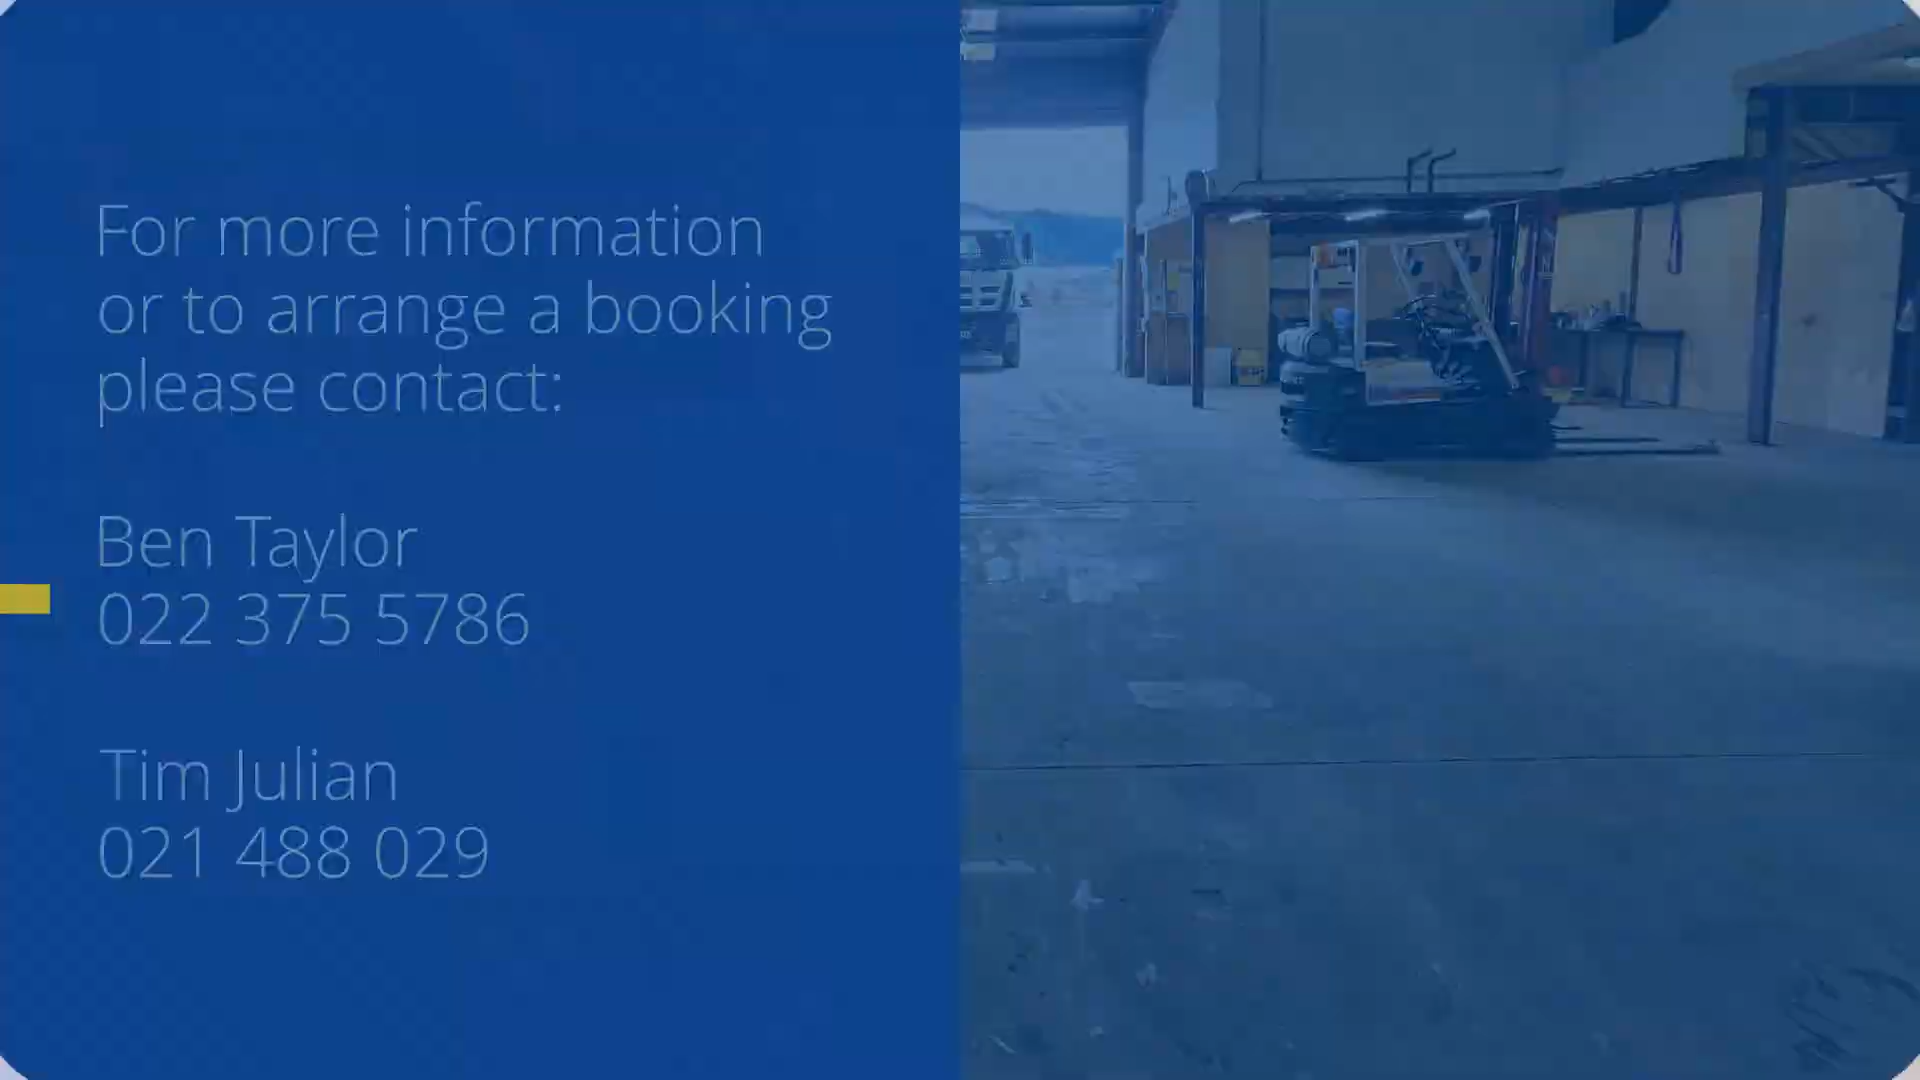 For more information
or to arrange a booking
please contact:
Ben Taylor
022 375 5786
Tim Julian
021 488 029